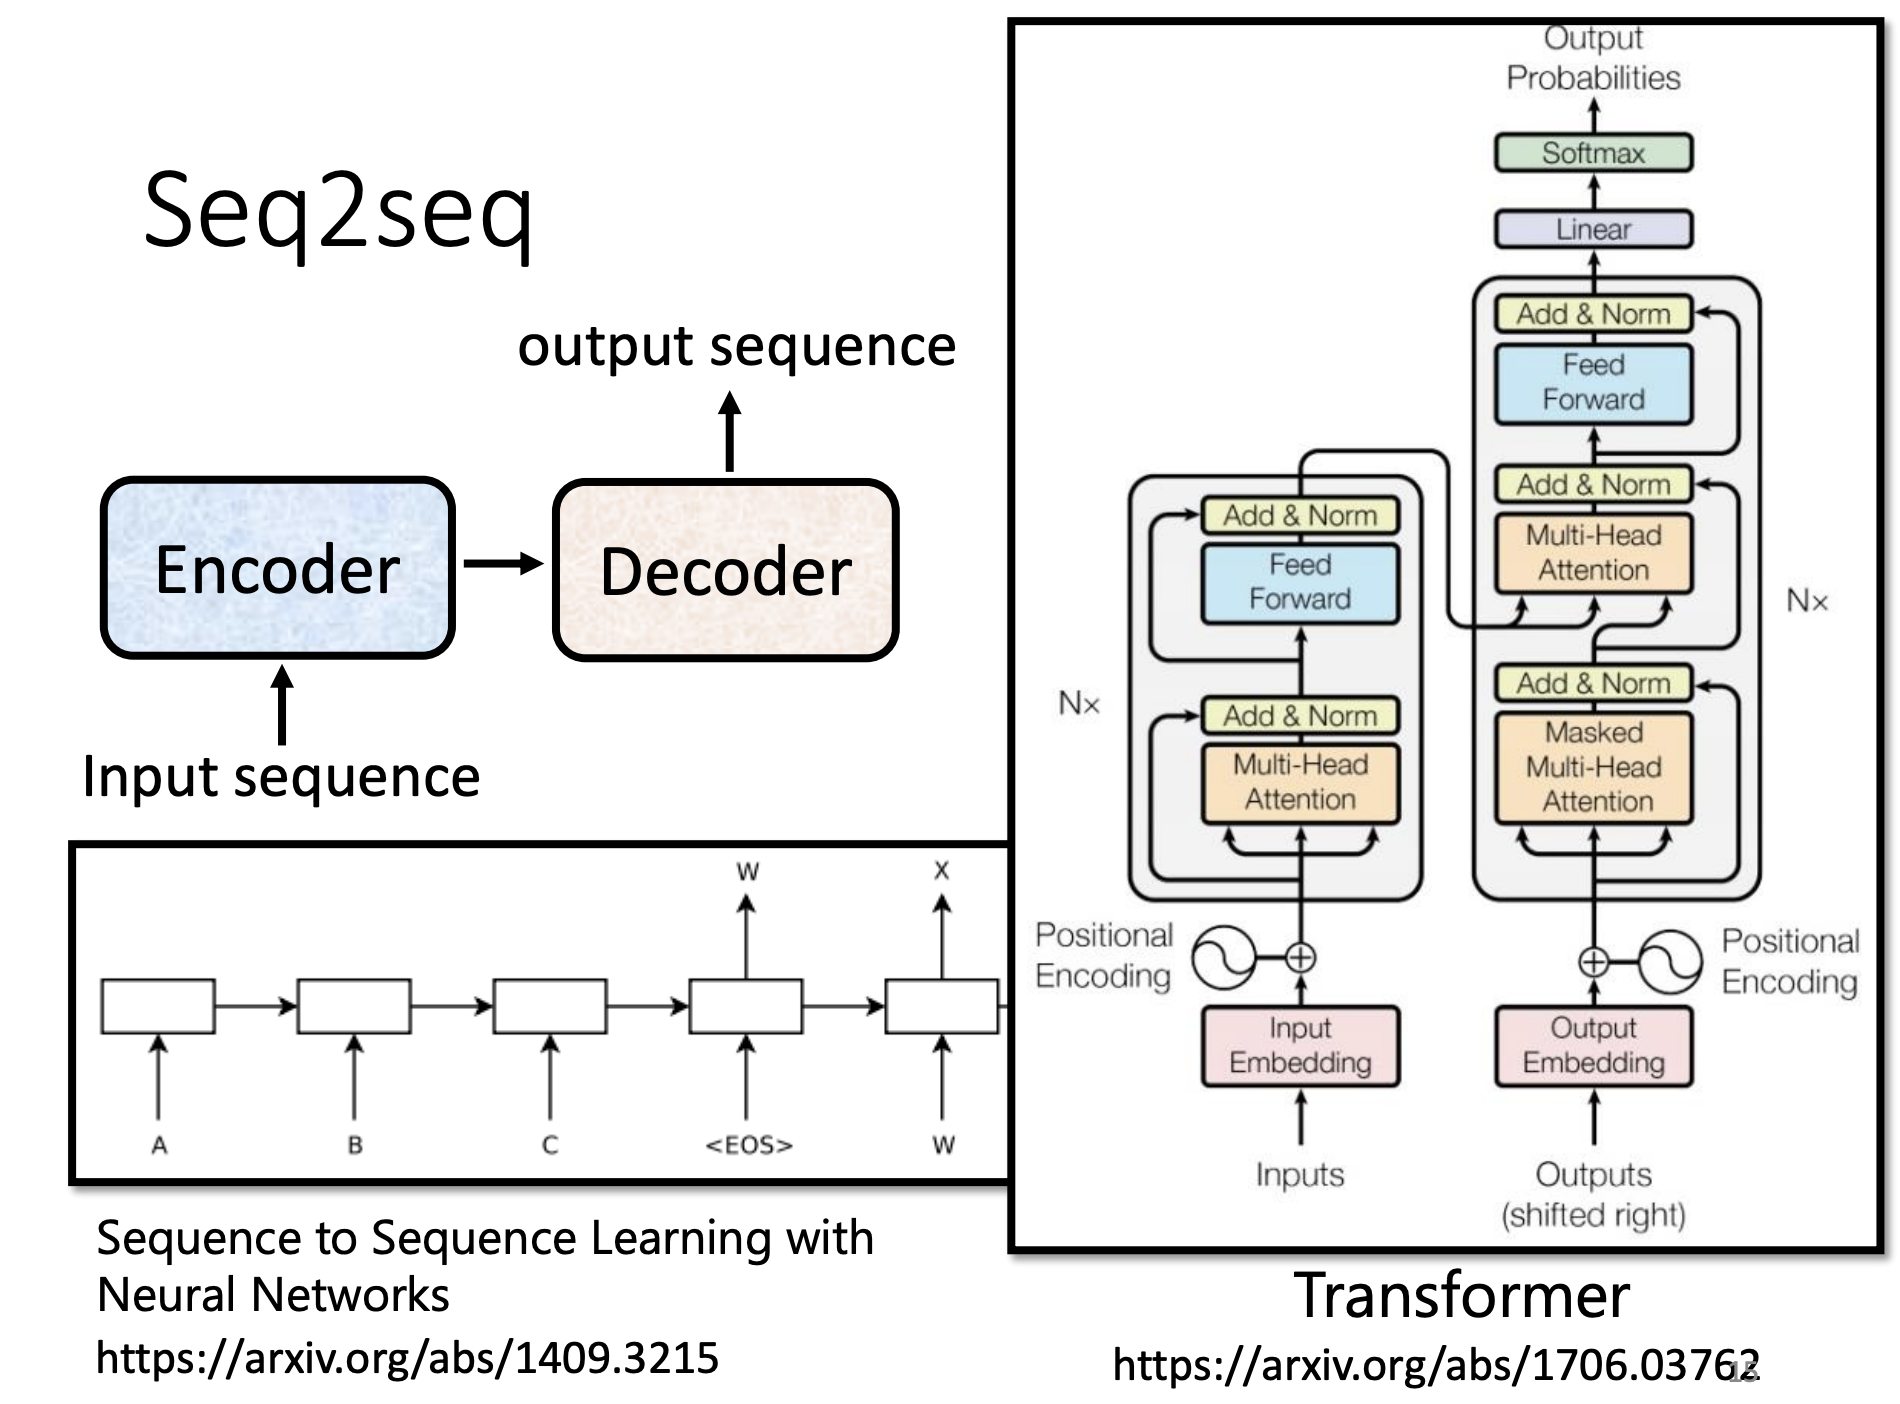 Seq2seq
output sequence
Encoder
Decoder
Input sequence
W
X
A
B
C
<EOS>
W
Sequence to Sequence Learning with
Neural Networks
https://arxiv.org/abs/1409.3215
Output
Probabilities
Softmax
Linear
Add & Norm
Feed
Forward
Add & Norm
Multi-Head
Attention
N×
Add & Norm
Masked
Multi-Head
Attention
Add & Norm
Feed
Forward
N×
Add & Norm
Multi-Head
Attention
Positional
Encoding
Positional
Encoding
Input
Embedding
Output
Embedding
Inputs
Outputs
(shifted right)
Transformer
https://arxiv.org/abs/1706.03762
15